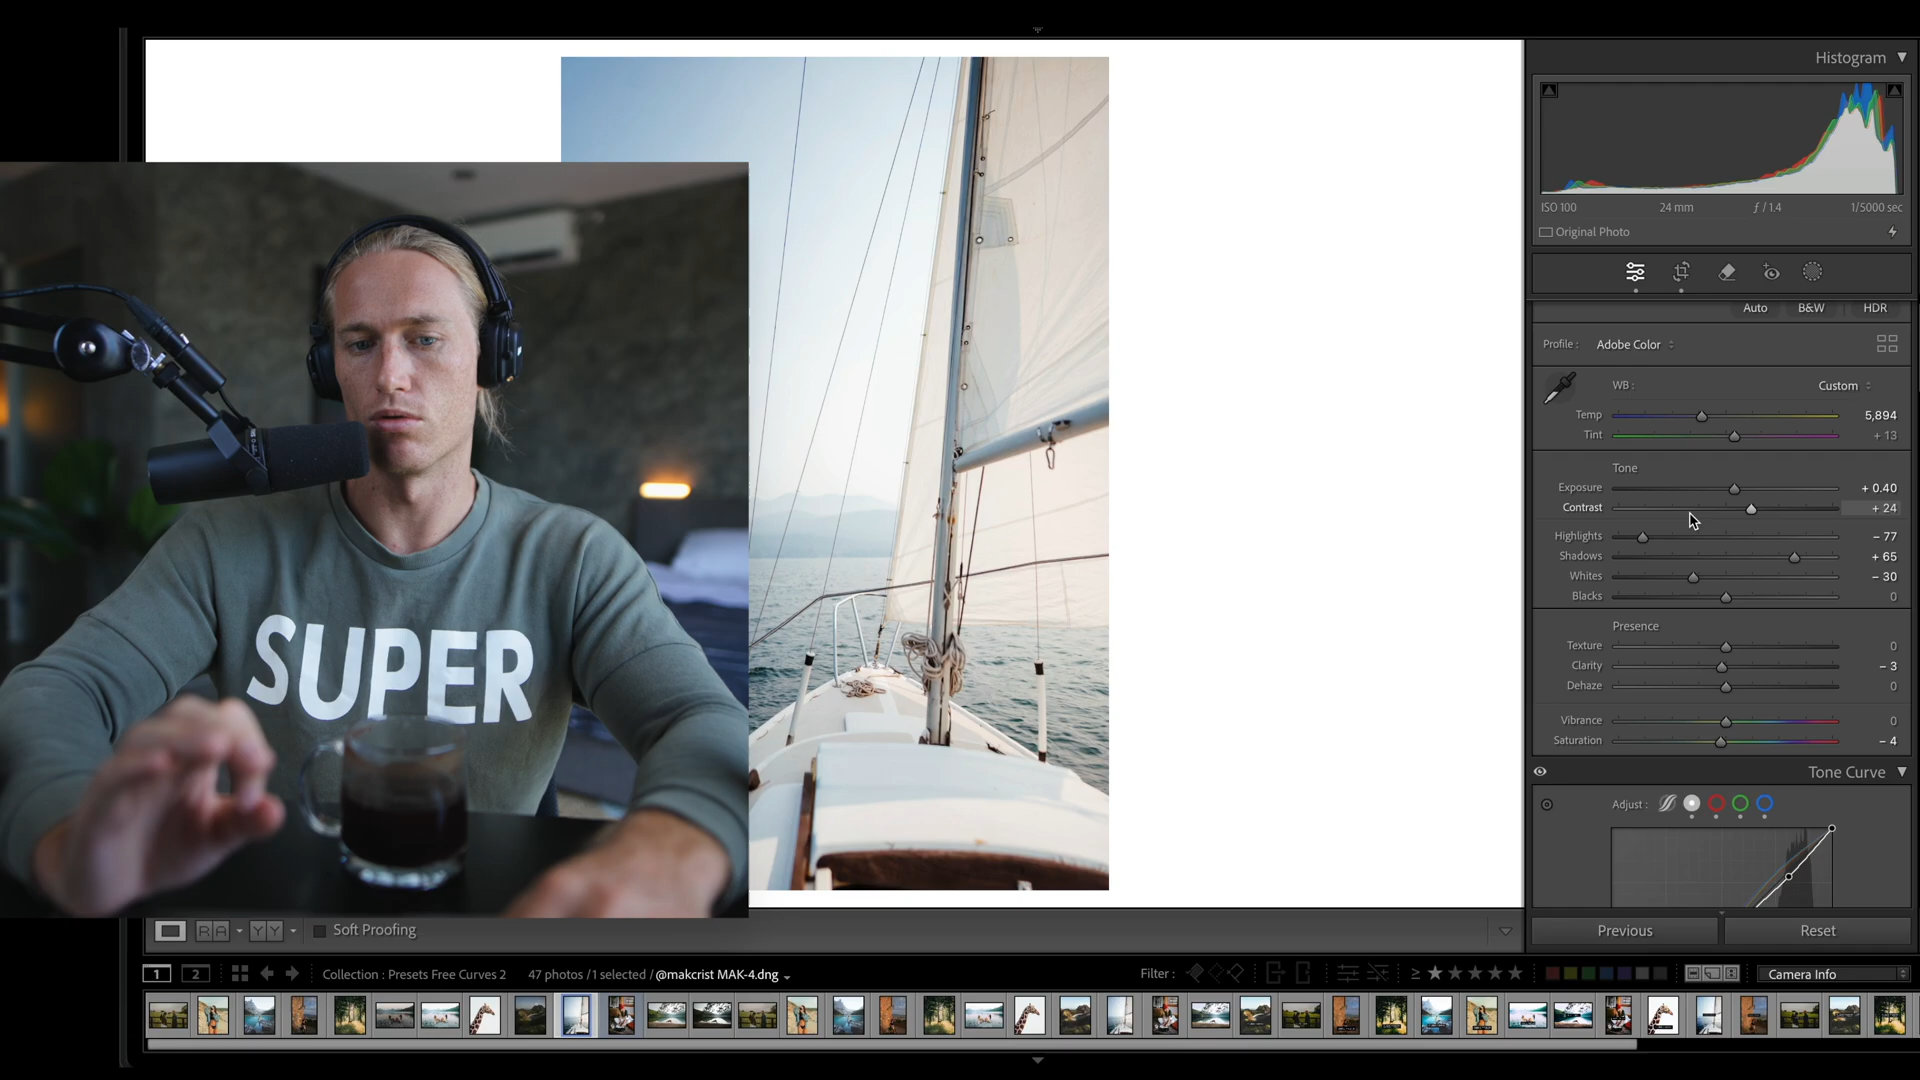 Histogram
ISO 100 24 mm ƒ / 1.4 1/5000 sec
Original Photo
Auto B&W HDR
Profile : Adobe Color
WB : Custom
Temp 5,894
Tint + 13
Tone
Exposure + 0.40
Contrast + 24
Highlights − 77
Shadows + 65
Whites − 30
Blacks 0
Presence
Texture 0
Clarity − 3
Dehaze 0
Vibrance 0
Saturation − 4
Tone Curve
Adjust :
Previous Reset
SUPER
R A Y Y Soft Proofing
1 2 Collection : Presets Free Curves 2 47 photos / 1 selected / @makcrist MAK-4.dng Filter : ≥ Camera Info